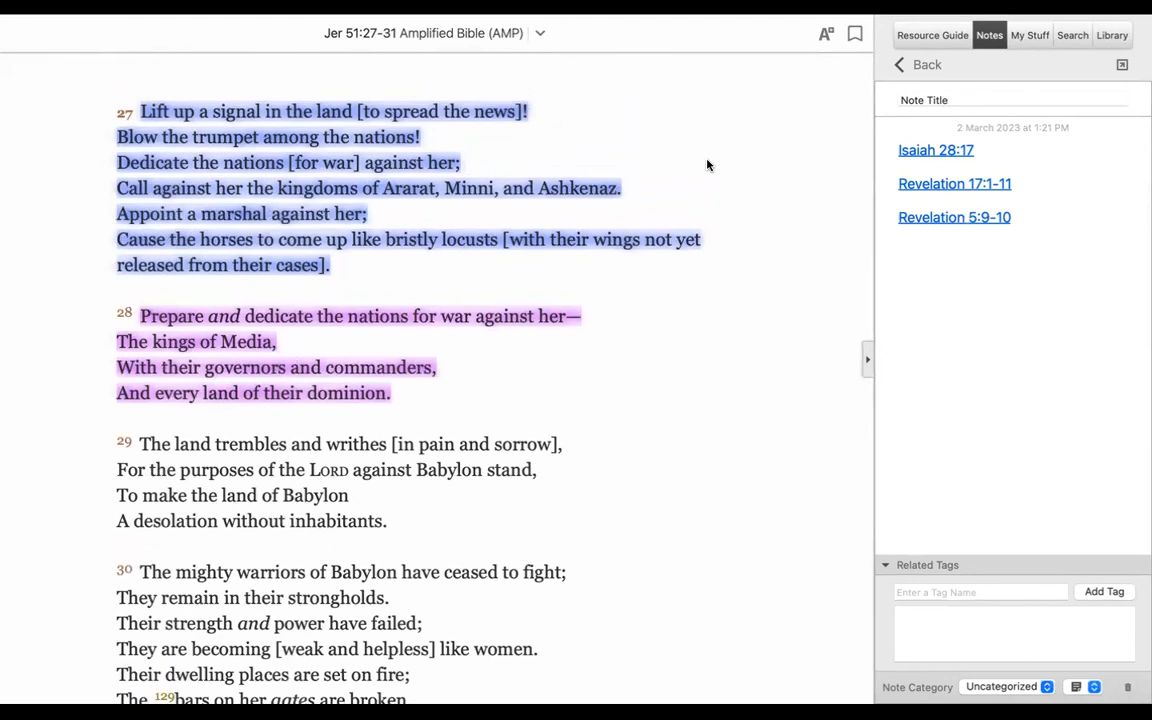 Jer 51:27-31 Amplified Bible (AMP)
Resource Guide Notes My Stuff Search Library
Back
Note Title
2 March 2023 at 1:21 PM
Isaiah 28:17
Revelation 17:1-11
Revelation 5:9-10
27 Lift up a signal in the land [to spread the news]!
Blow the trumpet among the nations!
Dedicate the nations [for war] against her;
Call against her the kingdoms of Ararat, Minni, and Ashkenaz.
Appoint a marshal against her;
Cause the horses to come up like bristly locusts [with their wings not yet
released from their cases].
28 Prepare and dedicate the nations for war against her—
The kings of Media,
With their governors and commanders,
And every land of their dominion.
29 The land trembles and writhes [in pain and sorrow],
For the purposes of the LORD against Babylon stand,
To make the land of Babylon
A desolation without inhabitants.
30 The mighty warriors of Babylon have ceased to fight;
They remain in their strongholds.
Their strength and power have failed;
They are becoming [weak and helpless] like women.
Their dwelling places are set on fire;
The 129 bars on her gates are broken
Related Tags
Enter a Tag Name
Add Tag
Note Category Uncategorized